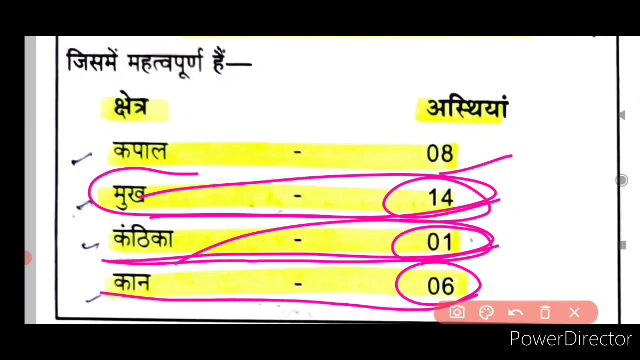 जिसमें महत्वपूर्ण हैं—
क्षेत्र अस्थियां
कपाल - 08
मुख - 14
कंठिका - 01
कान - 06
PowerDirector